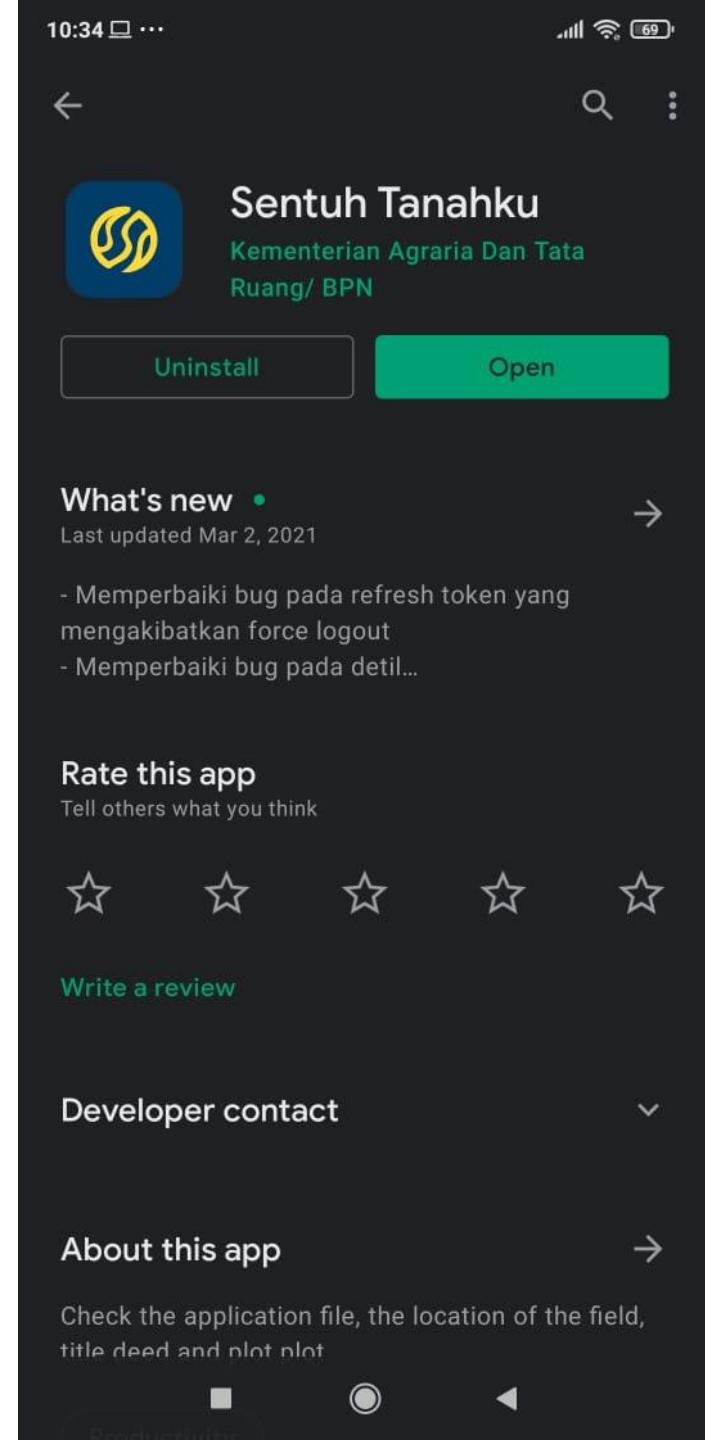 10:34
69
Sentuh Tanahku
Kementerian Agraria Dan Tata
Ruang/ BPN
Uninstall
Open
What's new
Last updated Mar 2, 2021
- Memperbaiki bug pada refresh token yang
mengakibatkan force logout
- Memperbaiki bug pada detil…
Rate this app
Tell others what you think
Write a review
Developer contact
About this app
Check the application file, the location of the field,
title deed and plot plot
Productivity